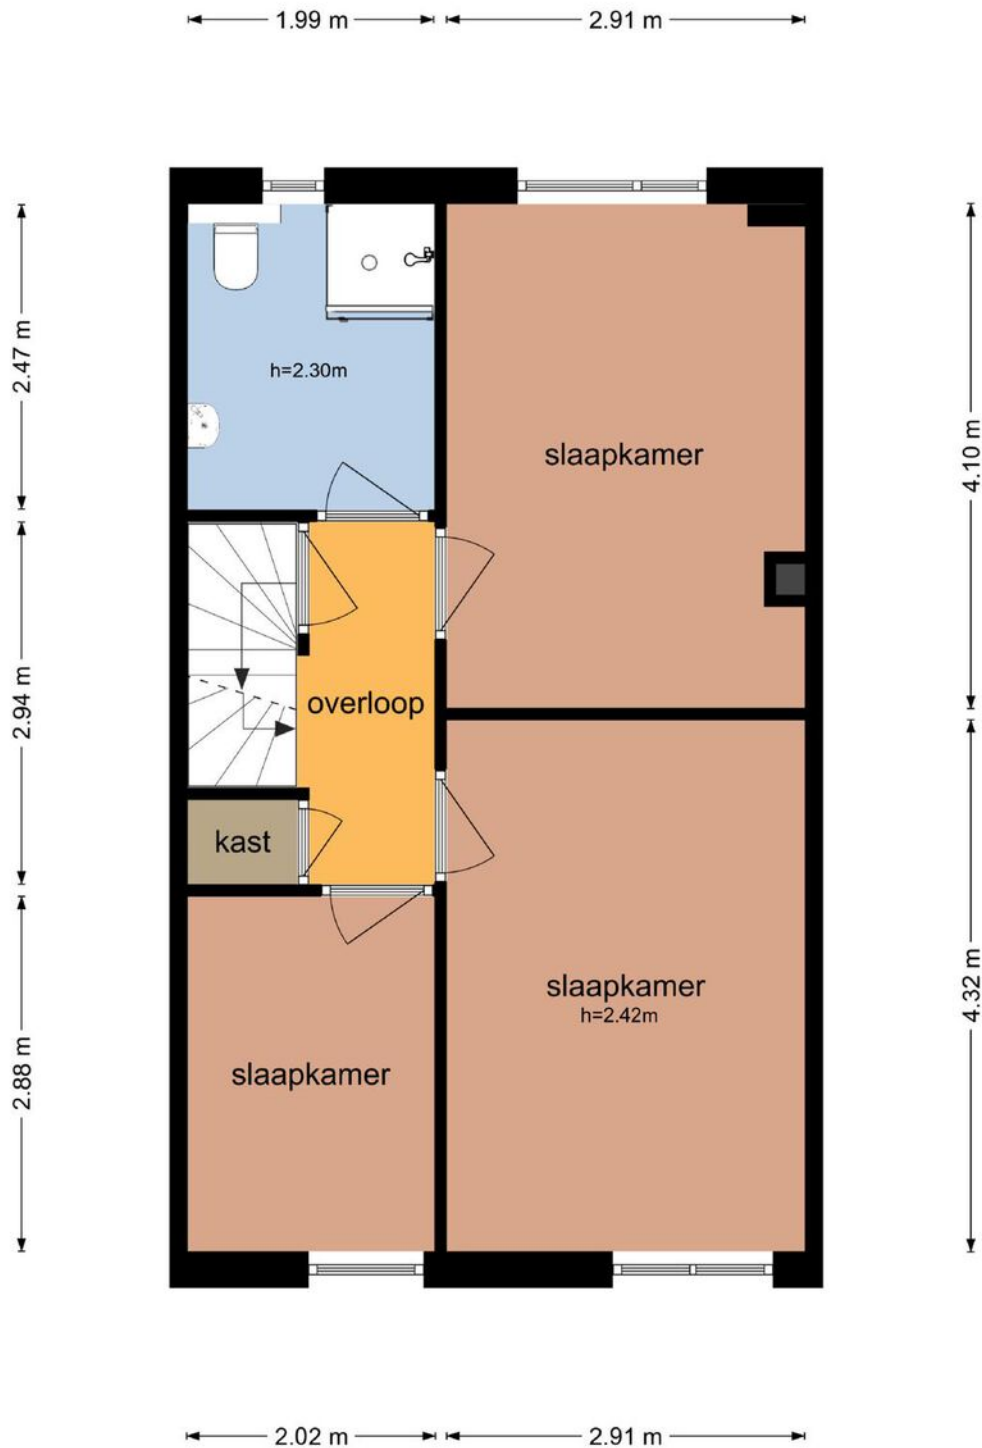 1.99 m
2.91 m
2.47 m
h=2.30m
slaapkamer
4.10 m
2.94 m
overloop
kast
slaapkamer
h=2.42m
4.32 m
slaapkamer
2.88 m
2.02 m
2.91 m